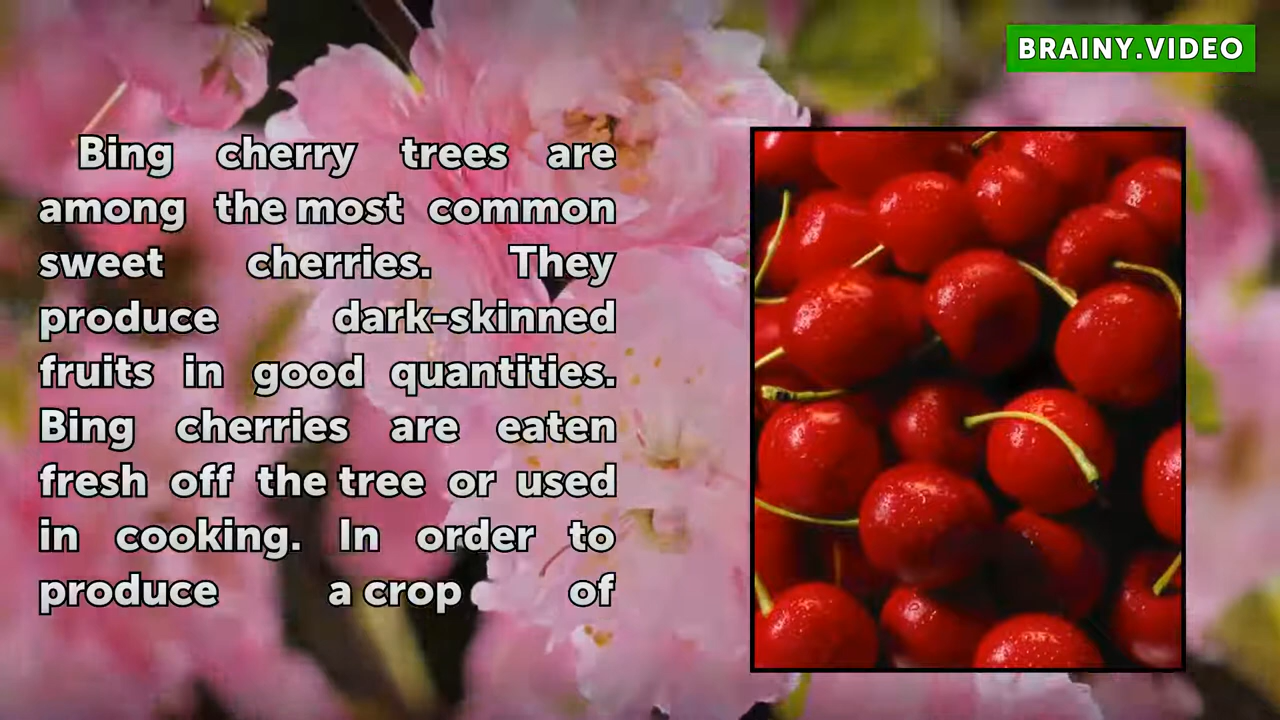 BRAINY.VIDEO
Bing cherry trees are
among the most common
sweet cherries. They
produce dark-skinned
fruits in good quantities.
Bing cherries are eaten
fresh off the tree or used
in cooking. In order to
produce a crop of